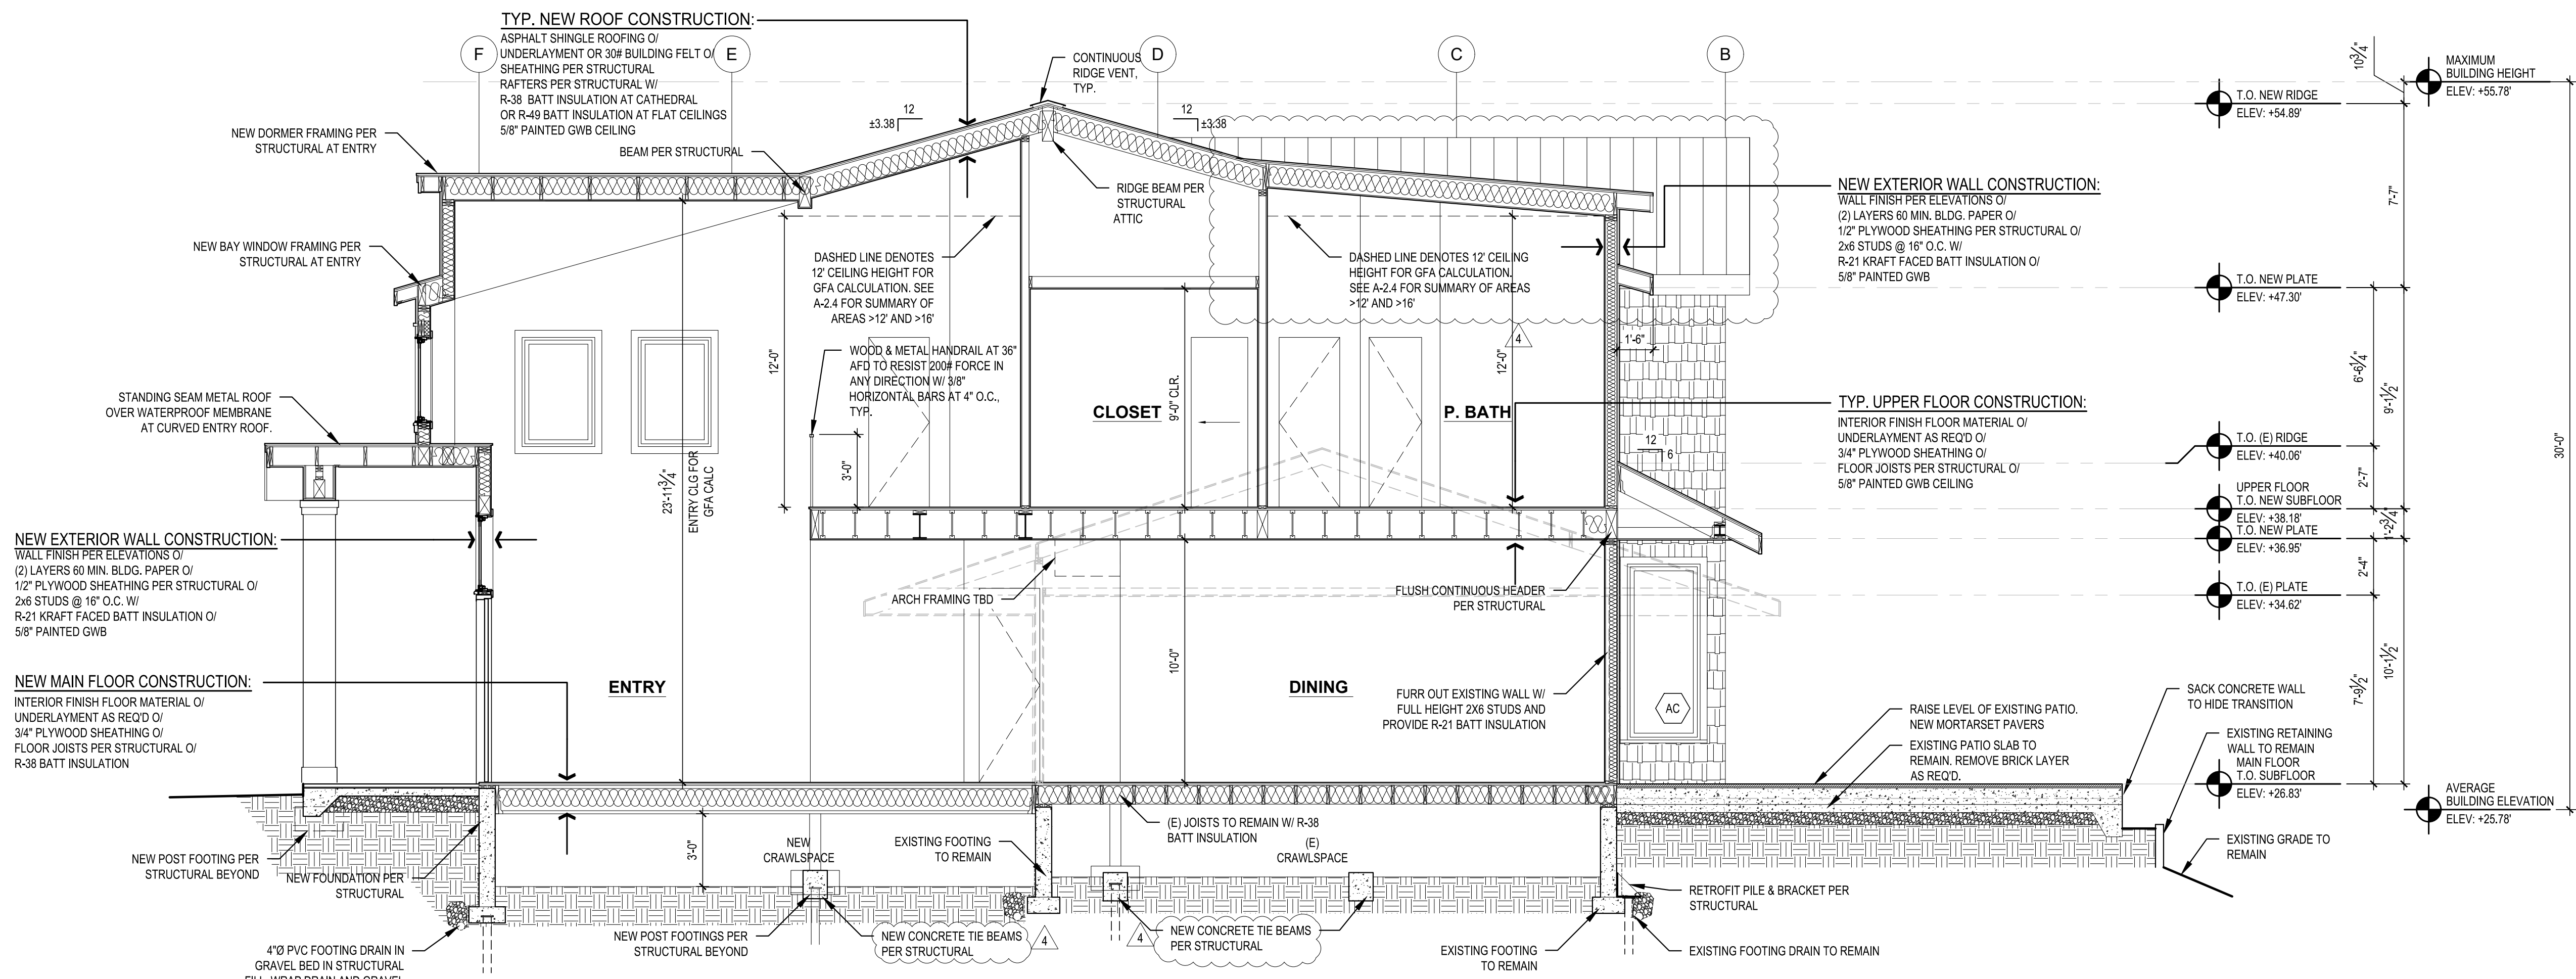 TYP. NEW ROOF CONSTRUCTION:
ASPHALT SHINGLE ROOFING O/
UNDERLAYMENT OR 30# BUILDING FELT O/
SHEATHING PER STRUCTURAL
RAFTERS PER STRUCTURAL W/
R-38 BATT INSULATION AT CATHEDRAL
OR R-49 BATT INSULATION AT FLAT CEILINGS
5/8" PAINTED GWB CEILING
F
E
D
C
B
CONTINUOUS
RIDGE VENT,
TYP.
12
±3.38
12
±3.38
NEW DORMER FRAMING PER
STRUCTURAL AT ENTRY
BEAM PER STRUCTURAL
RIDGE BEAM PER
STRUCTURAL
ATTIC
NEW BAY WINDOW FRAMING PER
STRUCTURAL AT ENTRY
DASHED LINE DENOTES
12' CEILING HEIGHT FOR
GFA CALCULATION. SEE
A-2.4 FOR SUMMARY OF
AREAS >12' AND >16'
DASHED LINE DENOTES 12' CEILING
HEIGHT FOR GFA CALCULATION.
SEE A-2.4 FOR SUMMARY OF AREAS
>12' AND >16'
4
1'-6"
NEW EXTERIOR WALL CONSTRUCTION:
WALL FINISH PER ELEVATIONS O/
(2) LAYERS 60 MIN. BLDG. PAPER O/
1/2" PLYWOOD SHEATHING PER STRUCTURAL O/
2x6 STUDS @ 16" O.C. W/
R-21 KRAFT FACED BATT INSULATION O/
5/8" PAINTED GWB
WOOD & METAL HANDRAIL AT 36"
AFD TO RESIST 200# FORCE IN
ANY DIRECTION W/ 3/8"
HORIZONTAL BARS AT 4" O.C.,
TYP.
12'-0"
3'-0"
9'-0" CLR.
12'-0"
CLOSET
P. BATH
STANDING SEAM METAL ROOF
OVER WATERPROOF MEMBRANE
AT CURVED ENTRY ROOF.
23'-11 3/4"
ENTRY CLG FOR
GFA CALC
TYP. UPPER FLOOR CONSTRUCTION:
INTERIOR FINISH FLOOR MATERIAL O/
UNDERLAYMENT AS REQ'D O/
3/4" PLYWOOD SHEATHING O/
FLOOR JOISTS PER STRUCTURAL O/
5/8" PAINTED GWB CEILING
12
6
NEW EXTERIOR WALL CONSTRUCTION:
WALL FINISH PER ELEVATIONS O/
(2) LAYERS 60 MIN. BLDG. PAPER O/
1/2" PLYWOOD SHEATHING PER STRUCTURAL O/
2x6 STUDS @ 16" O.C. W/
R-21 KRAFT FACED BATT INSULATION O/
5/8" PAINTED GWB
ARCH FRAMING TBD
FLUSH CONTINUOUS HEADER
PER STRUCTURAL
10'-0"
ENTRY
DINING
FURR OUT EXISTING WALL W/
FULL HEIGHT 2X6 STUDS AND
PROVIDE R-21 BATT INSULATION
AC
NEW MAIN FLOOR CONSTRUCTION:
INTERIOR FINISH FLOOR MATERIAL O/
UNDERLAYMENT AS REQ'D O/
3/4" PLYWOOD SHEATHING O/
FLOOR JOISTS PER STRUCTURAL O/
R-38 BATT INSULATION
RAISE LEVEL OF EXISTING PATIO.
NEW MORTARSET PAVERS
EXISTING PATIO SLAB TO
REMAIN. REMOVE BRICK LAYER
AS REQ'D.
SACK CONCRETE WALL
TO HIDE TRANSITION
EXISTING RETAINING
WALL TO REMAIN
EXISTING GRADE TO
REMAIN
NEW POST FOOTING PER
STRUCTURAL BEYOND
NEW FOUNDATION PER
STRUCTURAL
3'-0"
NEW
CRAWLSPACE
EXISTING FOOTING
TO REMAIN
(E) JOISTS TO REMAIN W/ R-38
BATT INSULATION
(E)
CRAWLSPACE
RETROFIT PILE & BRACKET PER
STRUCTURAL
4"Ø PVC FOOTING DRAIN IN
GRAVEL BED IN STRUCTURAL
FILL. WRAP DRAIN AND GRAVEL
NEW POST FOOTINGS PER
STRUCTURAL BEYOND
NEW CONCRETE TIE BEAMS
PER STRUCTURAL
4
4
NEW CONCRETE TIE BEAMS
PER STRUCTURAL
EXISTING FOOTING
TO REMAIN
EXISTING FOOTING DRAIN TO REMAIN
MAXIMUM
BUILDING HEIGHT
ELEV: +55.78'
T.O. NEW RIDGE
ELEV: +54.89'
T.O. NEW PLATE
ELEV: +47.30'
T.O. (E) RIDGE
ELEV: +40.06'
UPPER FLOOR
T.O. NEW SUBFLOOR
ELEV: +38.18'
T.O. NEW PLATE
ELEV: +36.95'
T.O. (E) PLATE
ELEV: +34.62'
MAIN FLOOR
T.O. SUBFLOOR
ELEV: +26.83'
AVERAGE
BUILDING ELEVATION
ELEV: +25.78'
10 3/4"
7'-7"
6'-6 1/4"
9'-1 1/2"
2'-7"
1'-2 3/4"
2'-4"
7'-9 1/2"
10'-1 1/2"
30'-0"